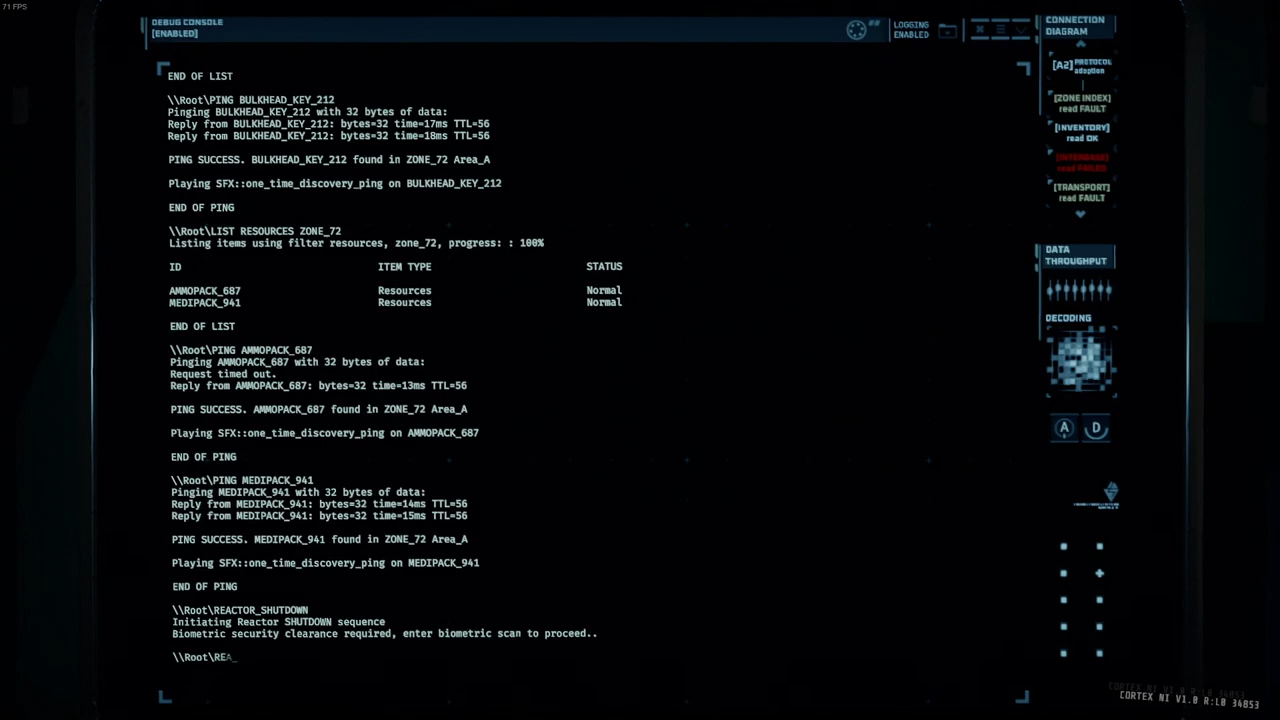 71 FPS
DEBUG CONSOLE
[ENABLED]
LOGGING
ENABLED
END OF LIST
\\Root\PING BULKHEAD_KEY_212
Pinging BULKHEAD_KEY_212 with 32 bytes of data:
Reply from BULKHEAD_KEY_212: bytes=32 time=17ms TTL=56
Reply from BULKHEAD_KEY_212: bytes=32 time=18ms TTL=56
PING SUCCESS. BULKHEAD_KEY_212 found in ZONE_72 Area_A
Playing SFX::one_time_discovery_ping on BULKHEAD_KEY_212
END OF PING
\\Root\LIST RESOURCES ZONE_72
Listing items using filter resources, zone_72, progress: : 100%
ID ITEM TYPE STATUS
AMMOPACK_687 Resources Normal
MEDIPACK_941 Resources Normal
END OF LIST
\\Root\PING AMMOPACK_687
Pinging AMMOPACK_687 with 32 bytes of data:
Request timed out.
Reply from AMMOPACK_687: bytes=32 time=13ms TTL=56
PING SUCCESS. AMMOPACK_687 found in ZONE_72 Area_A
Playing SFX::one_time_discovery_ping on AMMOPACK_687
END OF PING
\\Root\PING MEDIPACK_941
Pinging MEDIPACK_941 with 32 bytes of data:
Reply from MEDIPACK_941: bytes=32 time=14ms TTL=56
Reply from MEDIPACK_941: bytes=32 time=15ms TTL=56
PING SUCCESS. MEDIPACK_941 found in ZONE_72 Area_A
Playing SFX::one_time_discovery_ping on MEDIPACK_941
END OF PING
\\Root\REACTOR_SHUTDOWN
Initiating Reactor SHUTDOWN sequence
Biometric security clearance required, enter biometric scan to proceed..
\\Root\REA_
CONNECTION
DIAGRAM
[A2] PROTOCOL
adaption
[ZONE INDEX]
read FAULT
[INVENTORY]
read OK
read FAILED
[TRANSPORT]
read FAULT
DATA
THROUGHPUT
DECODING
A D
CORTEX NI V1.0 R:L0 34853